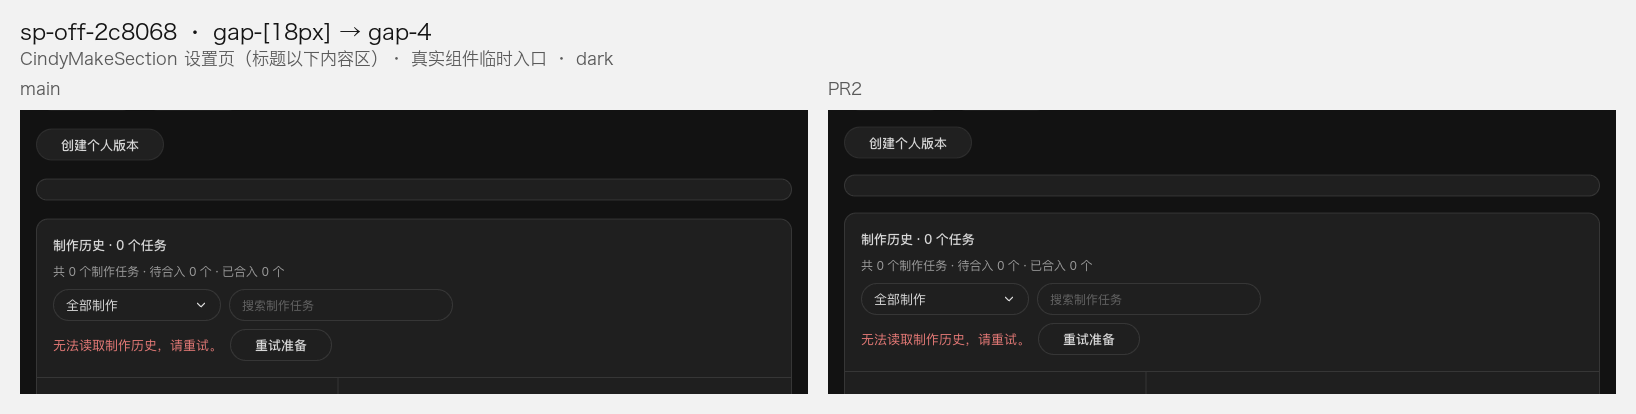 sp-off-2c8068 · gap-[18px] → gap-4
CindyMakeSection 设置页（标题以下内容区） · 真实组件临时入口 · dark
main
创建个人版本
制作历史 · 0 个任务
共 0 个制作任务 · 待合入 0 个 · 已合入 0 个
全部制作
搜索制作任务
无法读取制作历史，请重试。
重试准备
PR2
创建个人版本
制作历史 · 0 个任务
共 0 个制作任务 · 待合入 0 个 · 已合入 0 个
全部制作
搜索制作任务
无法读取制作历史，请重试。
重试准备